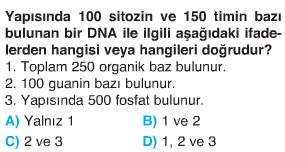 Yapısında 100 sitozin ve 150 timin bazı
bulunan bir DNA ile ilgili aşağıdaki ifade-
lerden hangisi veya hangileri doğrudur?
1. Toplam 250 organik baz bulunur.
2. 100 guanin bazı bulunur.
3. Yapısında 500 fosfat bulunur.
A) Yalnız 1 B) 1 ve 2
C) 2 ve 3 D) 1, 2 ve 3